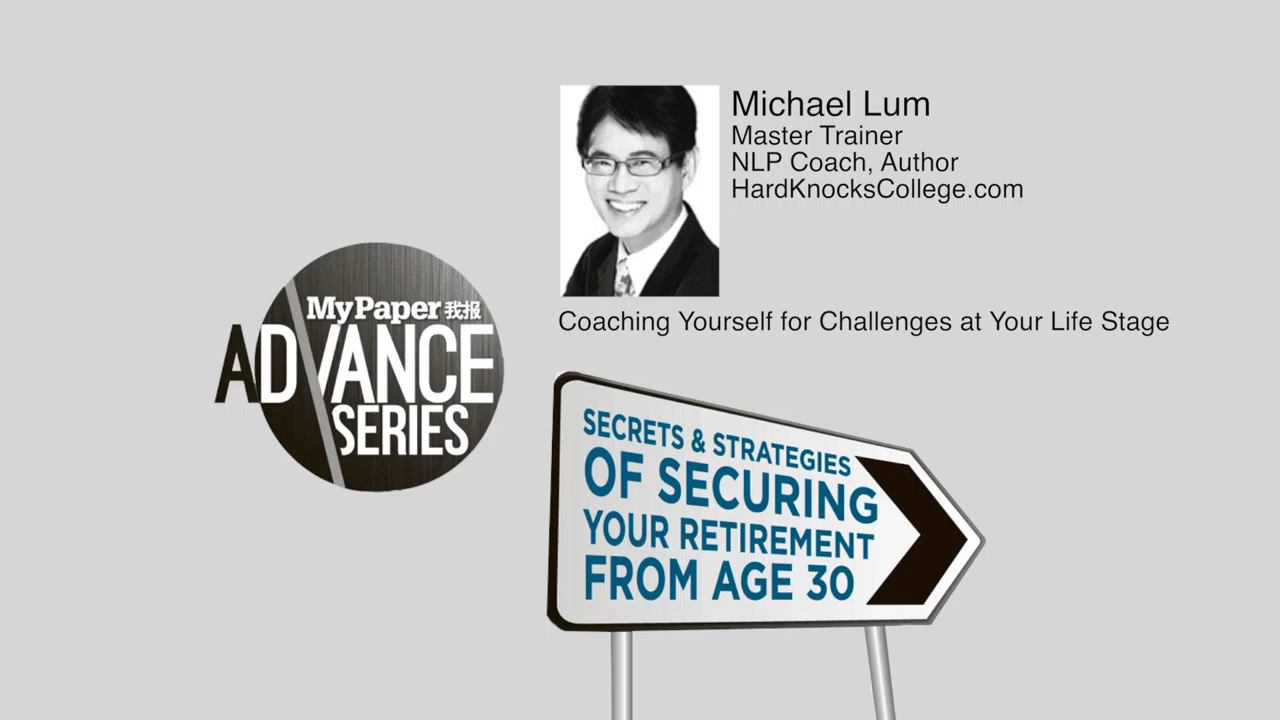 Michael Lum
Master Trainer
NLP Coach, Author
HardKnocksCollege.com
Coaching Yourself for Challenges at Your Life Stage
MyPaper 我报
ADVANCE
SERIES
SECRETS & STRATEGIES
OF SECURING
YOUR RETIREMENT
FROM AGE 30